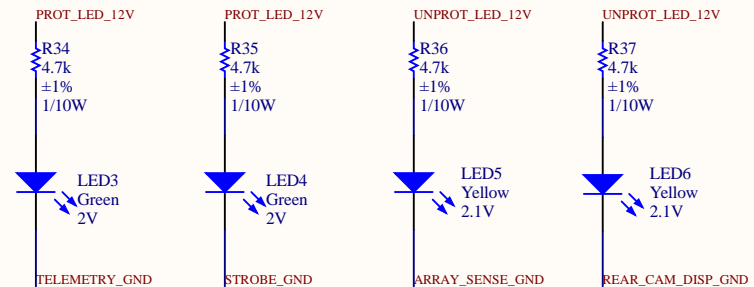 PROT_LED_12V
R34
4.7k
±1%
1/10W
LED3
Green
2V
TELEMETRY_GND
PROT_LED_12V
R35
4.7k
±1%
1/10W
LED4
Green
2V
STROBE_GND
UNPROT_LED_12V
R36
4.7k
±1%
1/10W
LED5
Yellow
2.1V
ARRAY_SENSE_GND
UNPROT_LED_12V
R37
4.7k
±1%
1/10W
LED6
Yellow
2.1V
REAR_CAM_DISP_GND